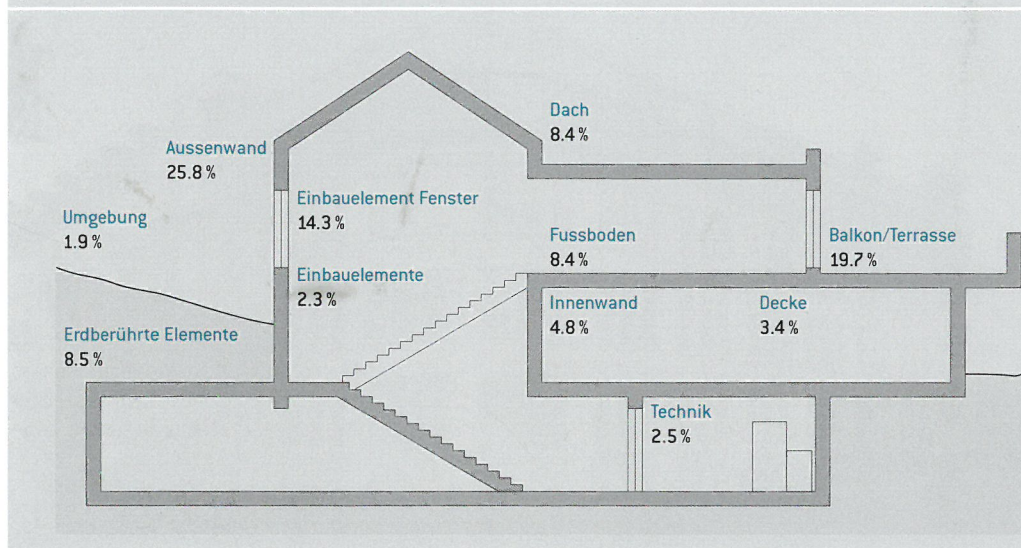 Dach
8.4 %
Aussenwand
25.8 %
Einbauelement Fenster
14.3 %
Umgebung
1.9 %
Fussboden
8.4 %
Balkon/Terrasse
19.7 %
Einbauelemente
2.3 %
Innenwand
4.8 %
Decke
3.4 %
Erdberührte Elemente
8.5 %
Technik
2.5 %